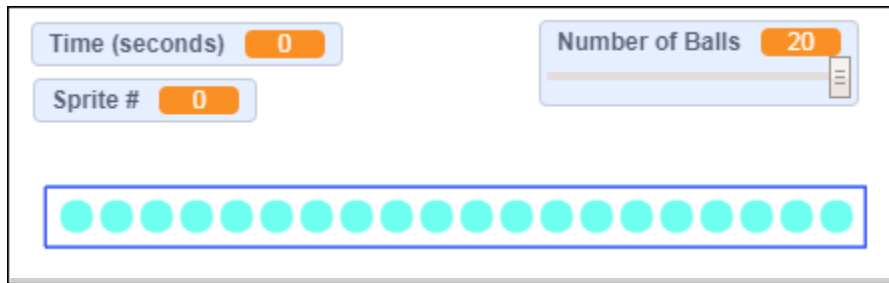 Time (seconds) 0
Number of Balls 20
Sprite # 0